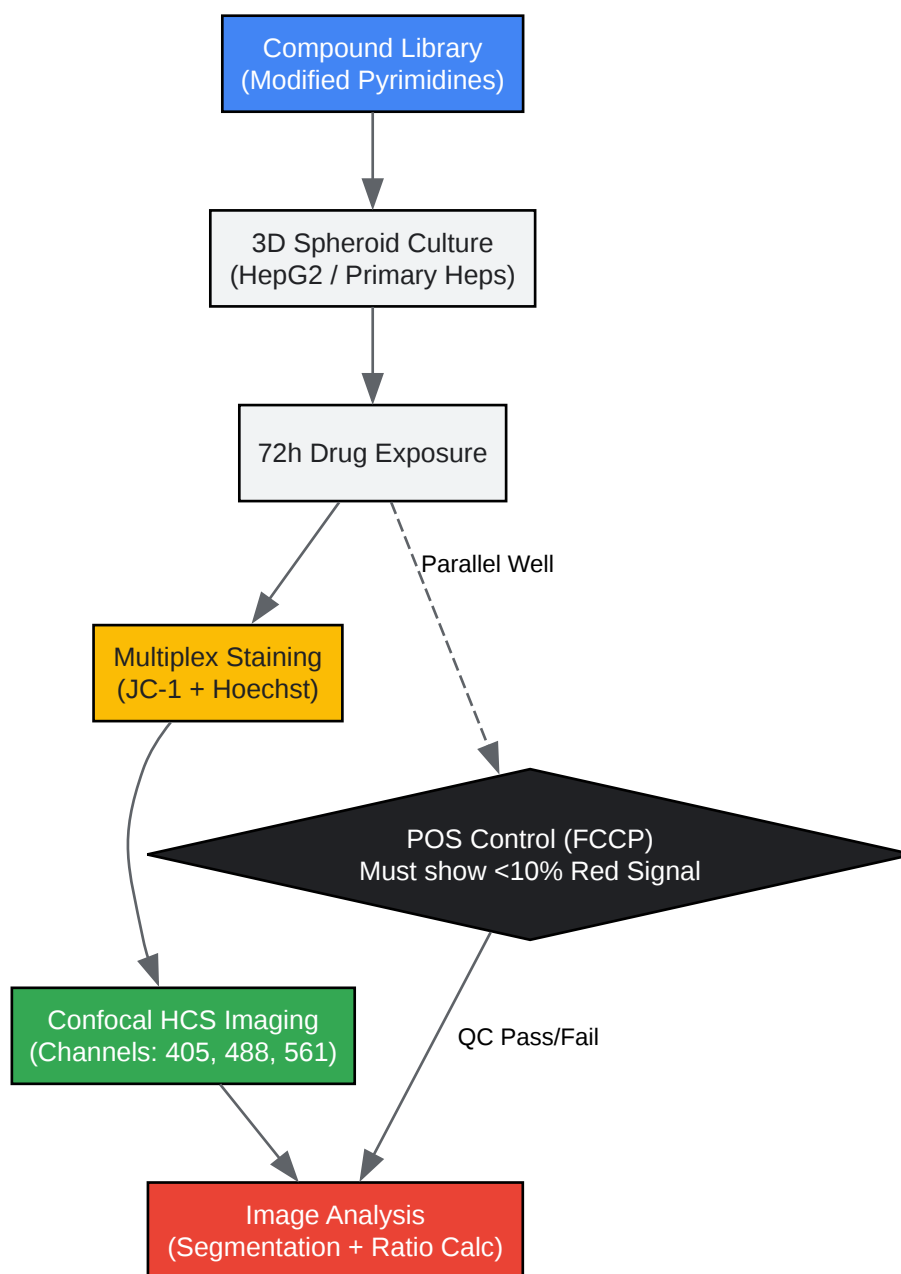 Compound Library
(Modified Pyrimidines)
3D Spheroid Culture
(HepG2 / Primary Heps)
72h Drug Exposure
Parallel Well
Multiplex Staining
(JC-1 + Hoechst)
POS Control (FCCP)
Must show <10% Red Signal
Confocal HCS Imaging
(Channels: 405, 488, 561)
QC Pass/Fail
Image Analysis
(Segmentation + Ratio Calc)